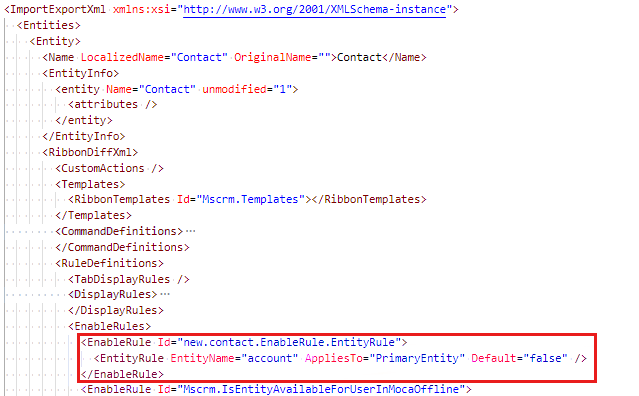 <ImportExportXml xmlns:xsi="http://www.w3.org/2001/XMLSchema-instance">
<Entities>
<Entity>
<Name LocalizedName="Contact" OriginalName="">Contact</Name>
<EntityInfo>
<entity Name="Contact" unmodified="1">
<attributes />
</entity>
</EntityInfo>
<RibbonDiffXml>
<CustomActions />
<Templates>
<RibbonTemplates Id="Mscrm.Templates"></RibbonTemplates>
</Templates>
<CommandDefinitions>…
</CommandDefinitions>
<RuleDefinitions>
<TabDisplayRules />
<DisplayRules>…
</DisplayRules>
<EnableRules>
<EnableRule Id="new.contact.EnableRule.EntityRule">
<EntityRule EntityName="account" AppliesTo="PrimaryEntity" Default="false" />
</EnableRule>
<EnableRule Id="Mscrm.IsEntityAvailableForUserInMocaOffline">